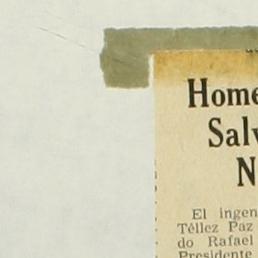 Home
Salv
N
El ingen
Téllez Paz
do Rafael
Presidente